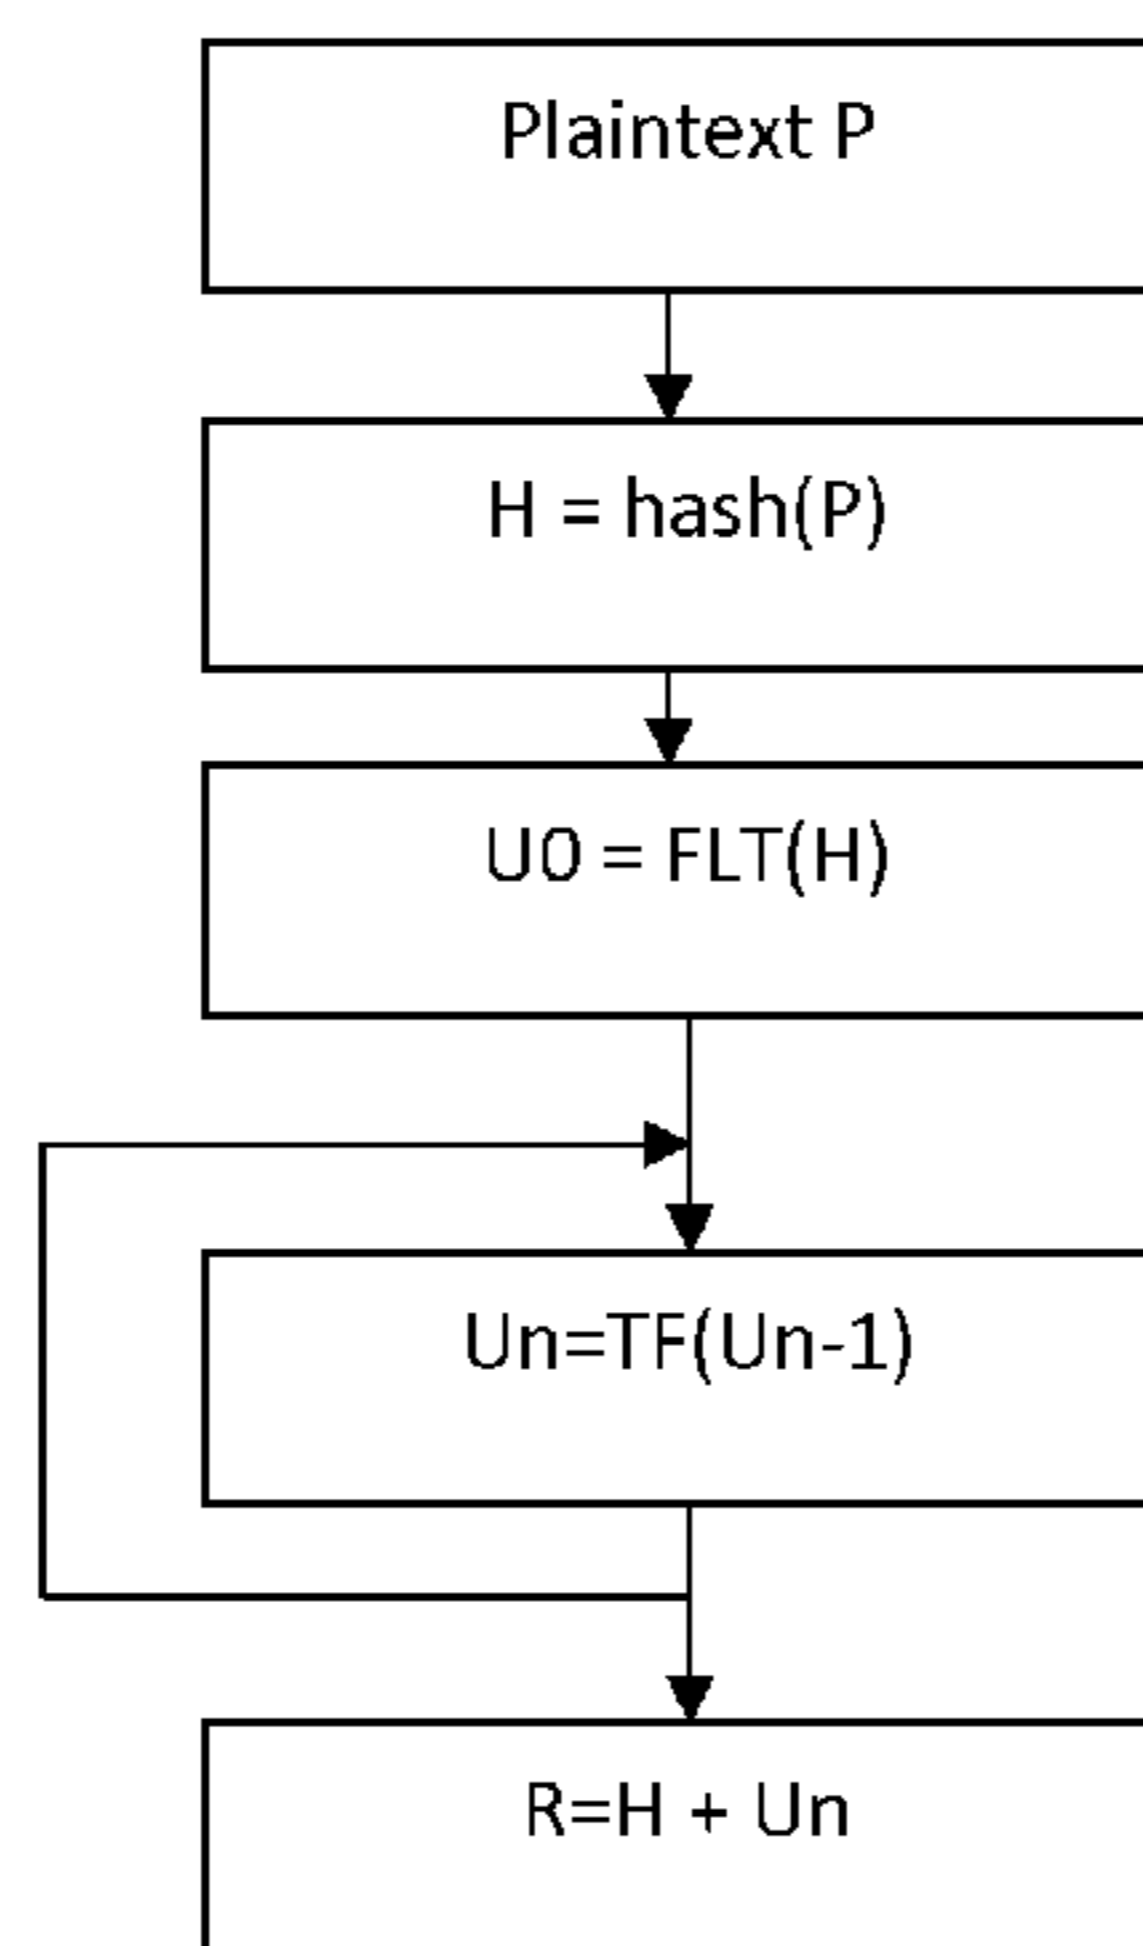 Plaintext P
H = hash(P)
U0 = FLT(H)
Un=TF(Un-1)
R=H + Un